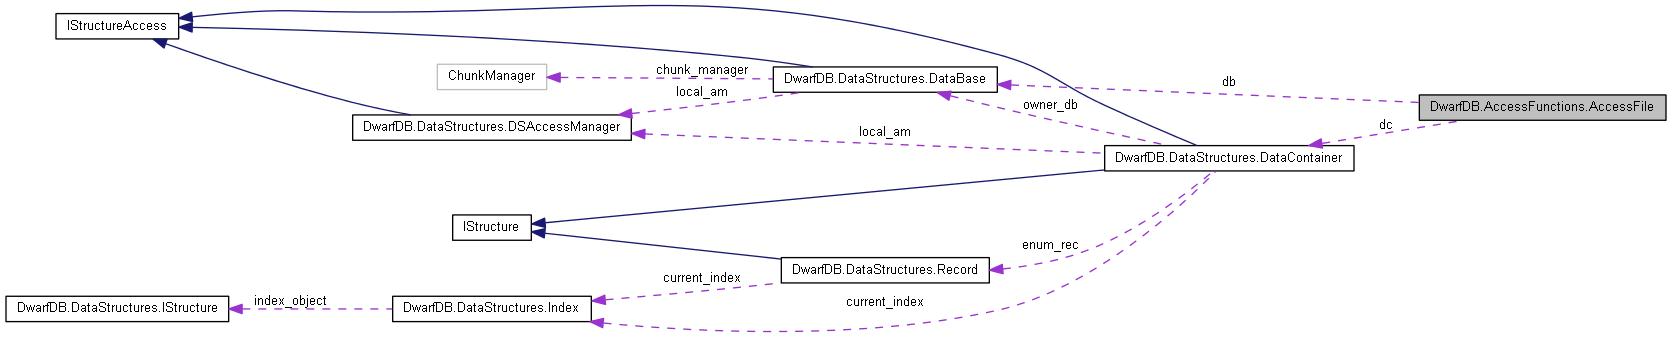 IStructureAccess
ChunkManager
chunk_manager
DwarfDB.DataStructures.DataBase
db
local_am
owner_db
DwarfDB.AccessFunctions.AccessFile
DwarfDB.DataStructures.DSAccessManager
local_am
dc
DwarfDB.DataStructures.DataContainer
IStructure
enum_rec
DwarfDB.DataStructures.Record
current_index
DwarfDB.DataStructures.IStructure
index_object
DwarfDB.DataStructures.Index
current_index